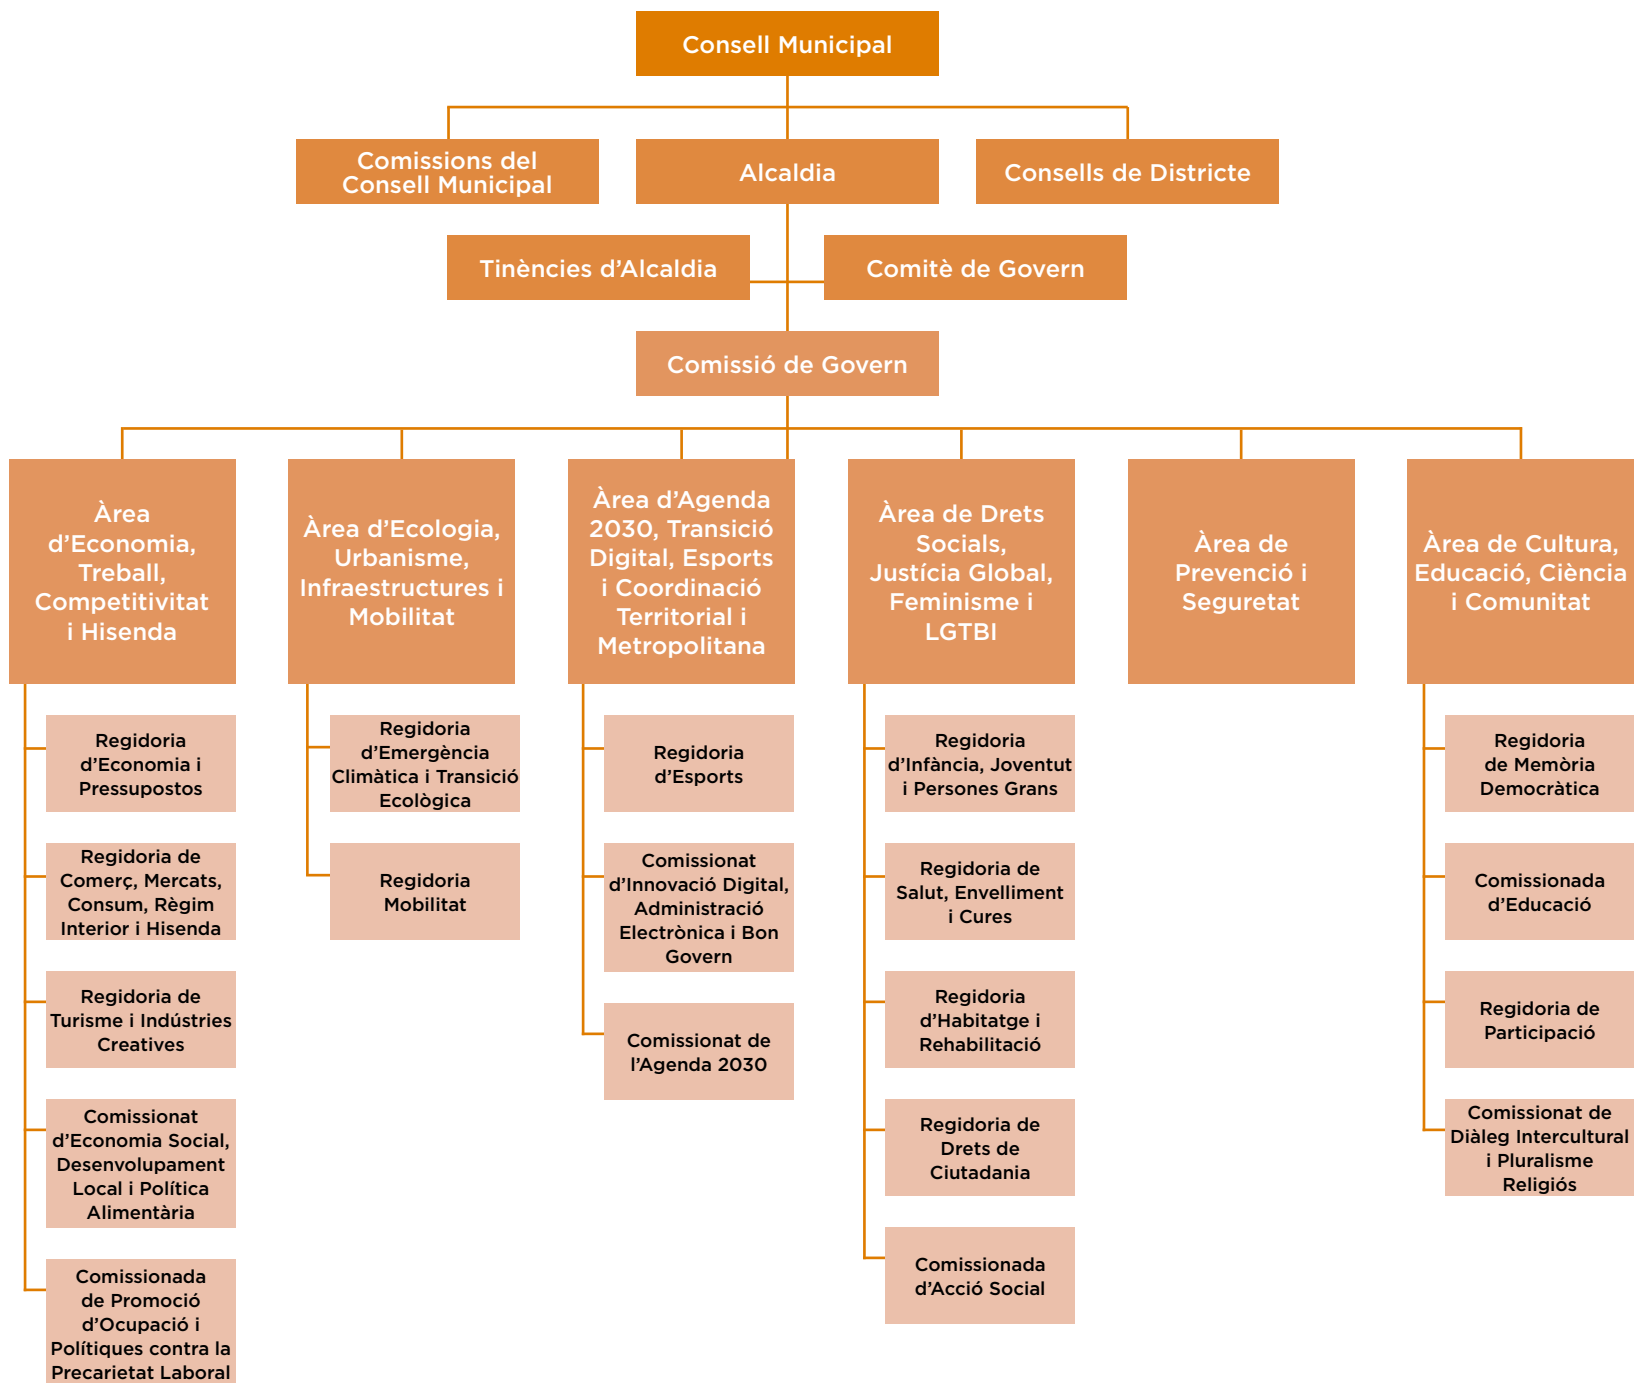 Consell Municipal
Comissions del
Consell Municipal
Alcaldia
Consells de Districte
Tinències d’Alcaldia
Comitè de Govern
Comissió de Govern
Àrea
d’Economia,
Treball,
Competitivitat
i Hisenda
Àrea d’Ecologia,
Urbanisme,
Infraestructures i
Mobilitat
Àrea d’Agenda
2030, Transició
Digital, Esports
i Coordinació
Territorial i
Metropolitana
Àrea de Drets
Socials,
Justícia Global,
Feminisme i
LGTBI
Àrea de
Prevenció i
Seguretat
Àrea de Cultura,
Educació, Ciència
i Comunitat
Regidoria
d’Economia i
Pressupostos
Regidoria de
Comerç, Mercats,
Consum, Règim
Interior i Hisenda
Regidoria de
Turisme i Indústries
Creatives
Comissionat
d’Economia Social,
Desenvolupament
Local i Política
Alimentària
Comissionada
de Promoció
d’Ocupació i
Polítiques contra la
Precarietat Laboral
Regidoria
d’Emergència
Climàtica i Transició
Ecològica
Regidoria
Mobilitat
Regidoria
d’Esports
Comissionat
d’Innovació Digital,
Administració
Electrònica i Bon
Govern
Comissionat de
l’Agenda 2030
Regidoria
d’Infància, Joventut
i Persones Grans
Regidoria de
Salut, Envelliment
i Cures
Regidoria
d’Habitatge i
Rehabilitació
Regidoria de
Drets de
Ciutadania
Comissionada
d’Acció Social
Regidoria
de Memòria
Democràtica
Comissionada
d’Educació
Regidoria de
Participació
Comissionat de
Diàleg Intercultural
i Pluralisme
Religiós